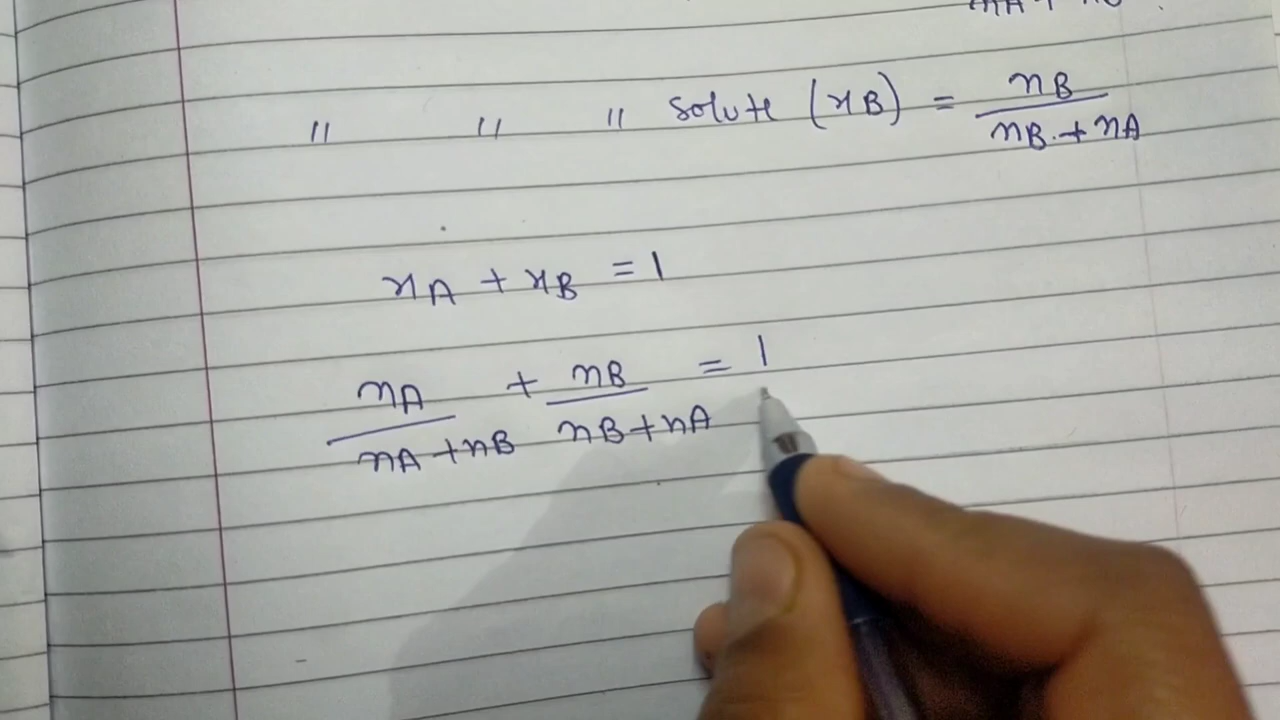 " " " Solute (xB) = nB / nB + nA
xA + xB = 1
nA / nA + nB + nB / nB + nA = 1